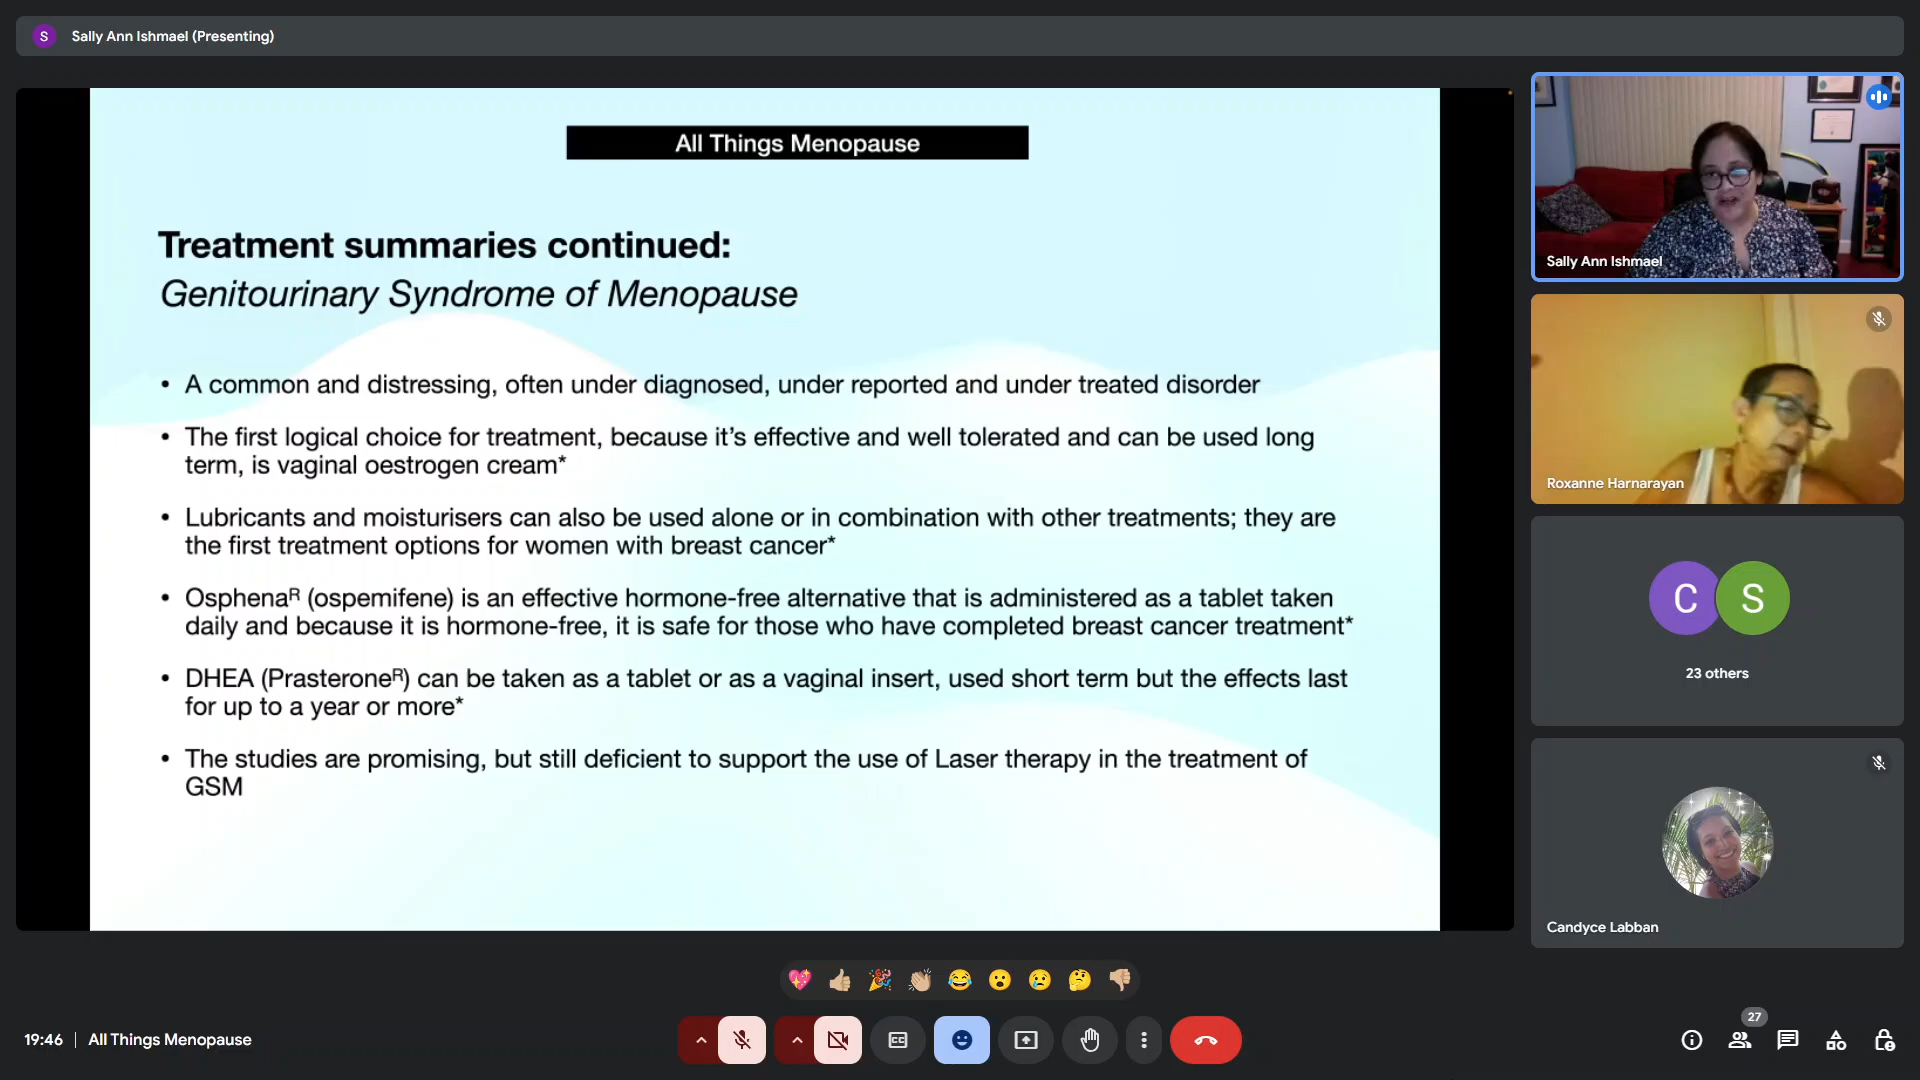 S Sally Ann Ishmael (Presenting)
All Things Menopause
Treatment summaries continued:
Genitourinary Syndrome of Menopause
• A common and distressing, often under diagnosed, under reported and under treated disorder
• The first logical choice for treatment, because it’s effective and well tolerated and can be used long
term, is vaginal oestrogen cream*
• Lubricants and moisturisers can also be used alone or in combination with other treatments; they are
the first treatment options for women with breast cancer*
• Osphenaᴿ (ospemifene) is an effective hormone-free alternative that is administered as a tablet taken
daily and because it is hormone-free, it is safe for those who have completed breast cancer treatment*
• DHEA (Prasteroneᴿ) can be taken as a tablet or as a vaginal insert, used short term but the effects last
for up to a year or more*
• The studies are promising, but still deficient to support the use of Laser therapy in the treatment of
GSM
Sally Ann Ishmael
Roxanne Harnarayan
C S
23 others
Candyce Labban
19:46 | All Things Menopause
27